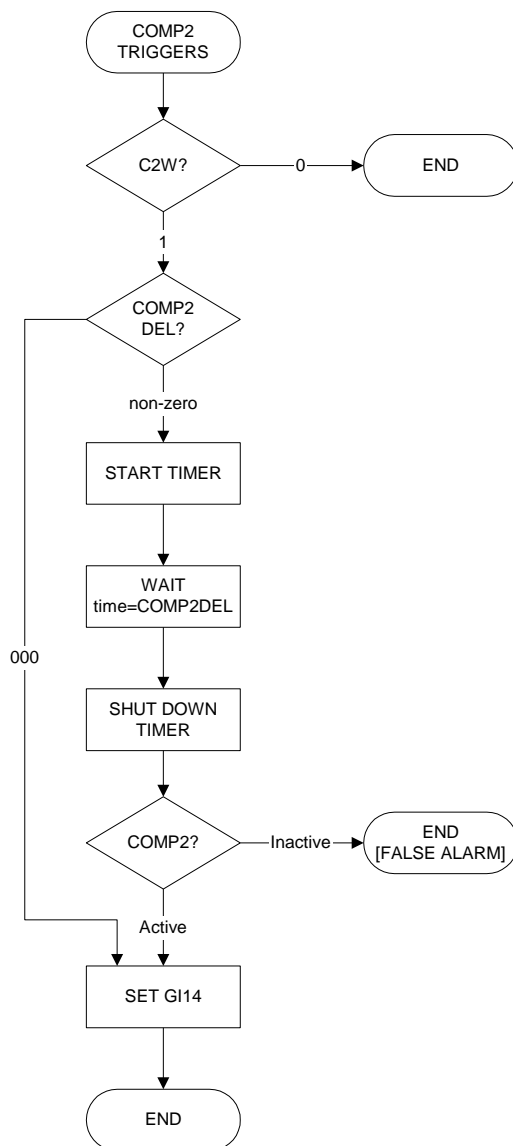 COMP2
TRIGGERS
C2W?
0
END
1
COMP2
DEL?
non-zero
START TIMER
WAIT
time=COMP2DEL
000
SHUT DOWN
TIMER
COMP2?
Inactive
END
[FALSE ALARM]
Active
SET GI14
END